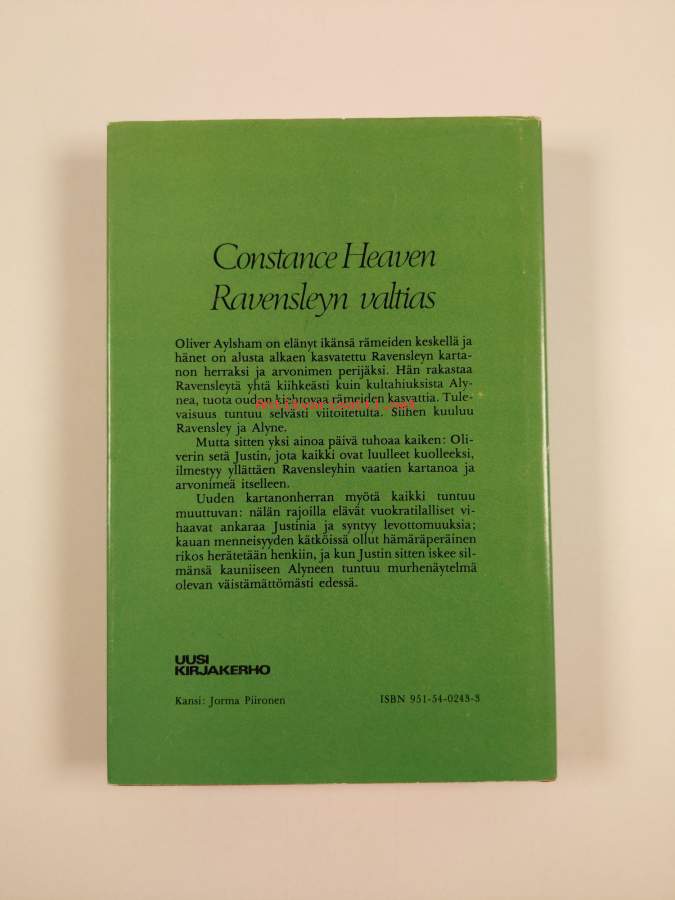 Constance Heaven
Ravensleyn valtias
Oliver Aylsham on elänyt ikänsä rämeiden keskellä ja
hänet on alusta alkaen kasvatettu Ravensleyn karta-
non herraksi ja arvonimen perijäksi. Hän rakastaa
Ravensleytä yhtä kiihkeästi kuin kultahiuksista Aly-
nea, tuota oudon kiehtovaa rämeiden kasvattia. Tule-
vaisuus tuntuu selvästi viitoitetulta. Siihen kuuluu
Ravensley ja Alyne.
Mutta sitten yksi ainoa päivä tuhoaa kaiken: Oli-
verin setä Justin, jota kaikki ovat luulleet kuolleeksi,
ilmestyy yllättäen Ravensleyhin vaatien kartanoa ja
arvonimeä itselleen.
Uuden kartanonherran myötä kaikki tuntuu
muuttuvan: nälän rajoilla elävät vuokratilalliset vi-
haavat ankaraa Justinia ja syntyy levottomuuksia;
kauan menneisyyden kätköissä ollut hämäräperäinen
rikos herätetään henkiin, ja kun Justin sitten iskee sil-
mänsä kauniiseen Alyneen tuntuu murhenäytelmä
olevan väistämättömästi edessä.
UUSI
KIRJAKERHO
Kansi: Jorma Piironen ISBN 951-54-0243-3